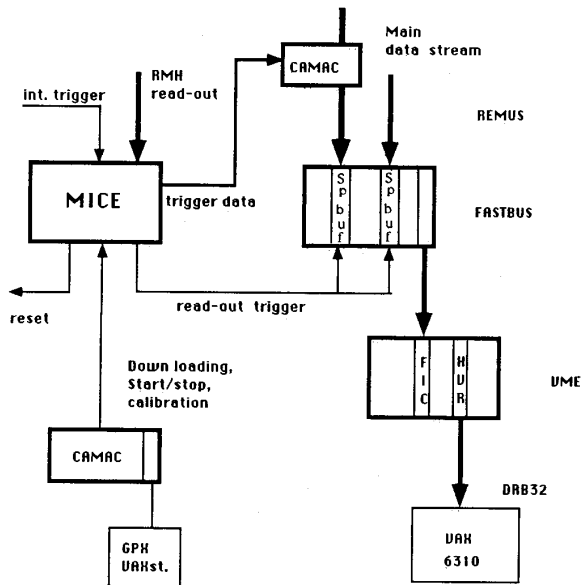 Main
data stream
CAMAC
RMH
read-out
int. trigger
REMUS
MICE
trigger data
Sp buf
Sp buf
FASTBUS
read-out trigger
reset
Down loading,
Start/stop,
calibration
FIC
HVR
VME
CAMAC
DRB32
GPX
VAXst.
VAX
6310